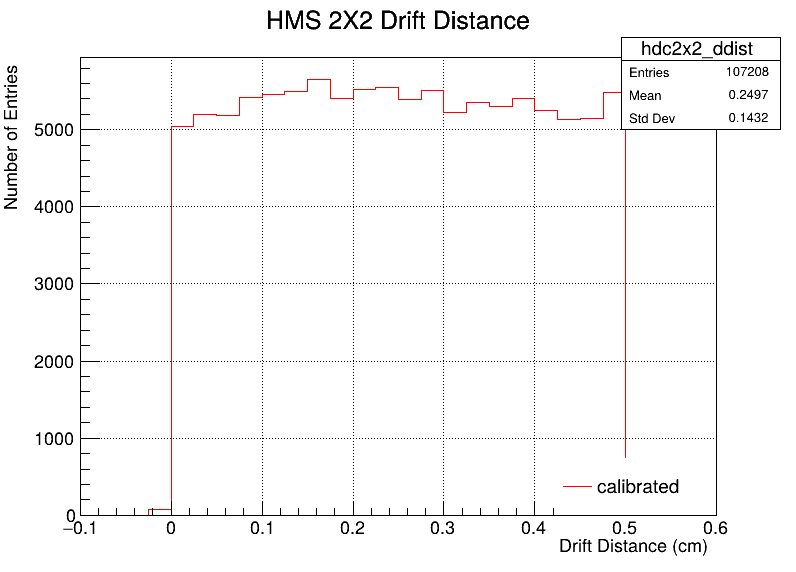 HMS 2X2 Drift Distance
hdc2x2_ddist
Entries 107208
Mean 0.2497
Std Dev 0.1432
Number of Entries
5000
4000
3000
2000
1000
0
calibrated
−0.1 0 0.1 0.2 0.3 0.4 0.5 0.6
Drift Distance (cm)